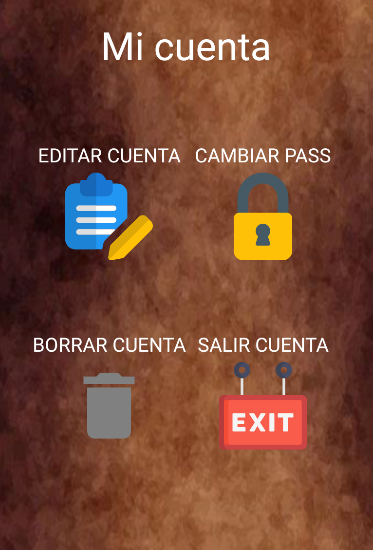 Mi cuenta
EDITAR CUENTA CAMBIAR PASS
BORRAR CUENTA SALIR CUENTA
EXIT